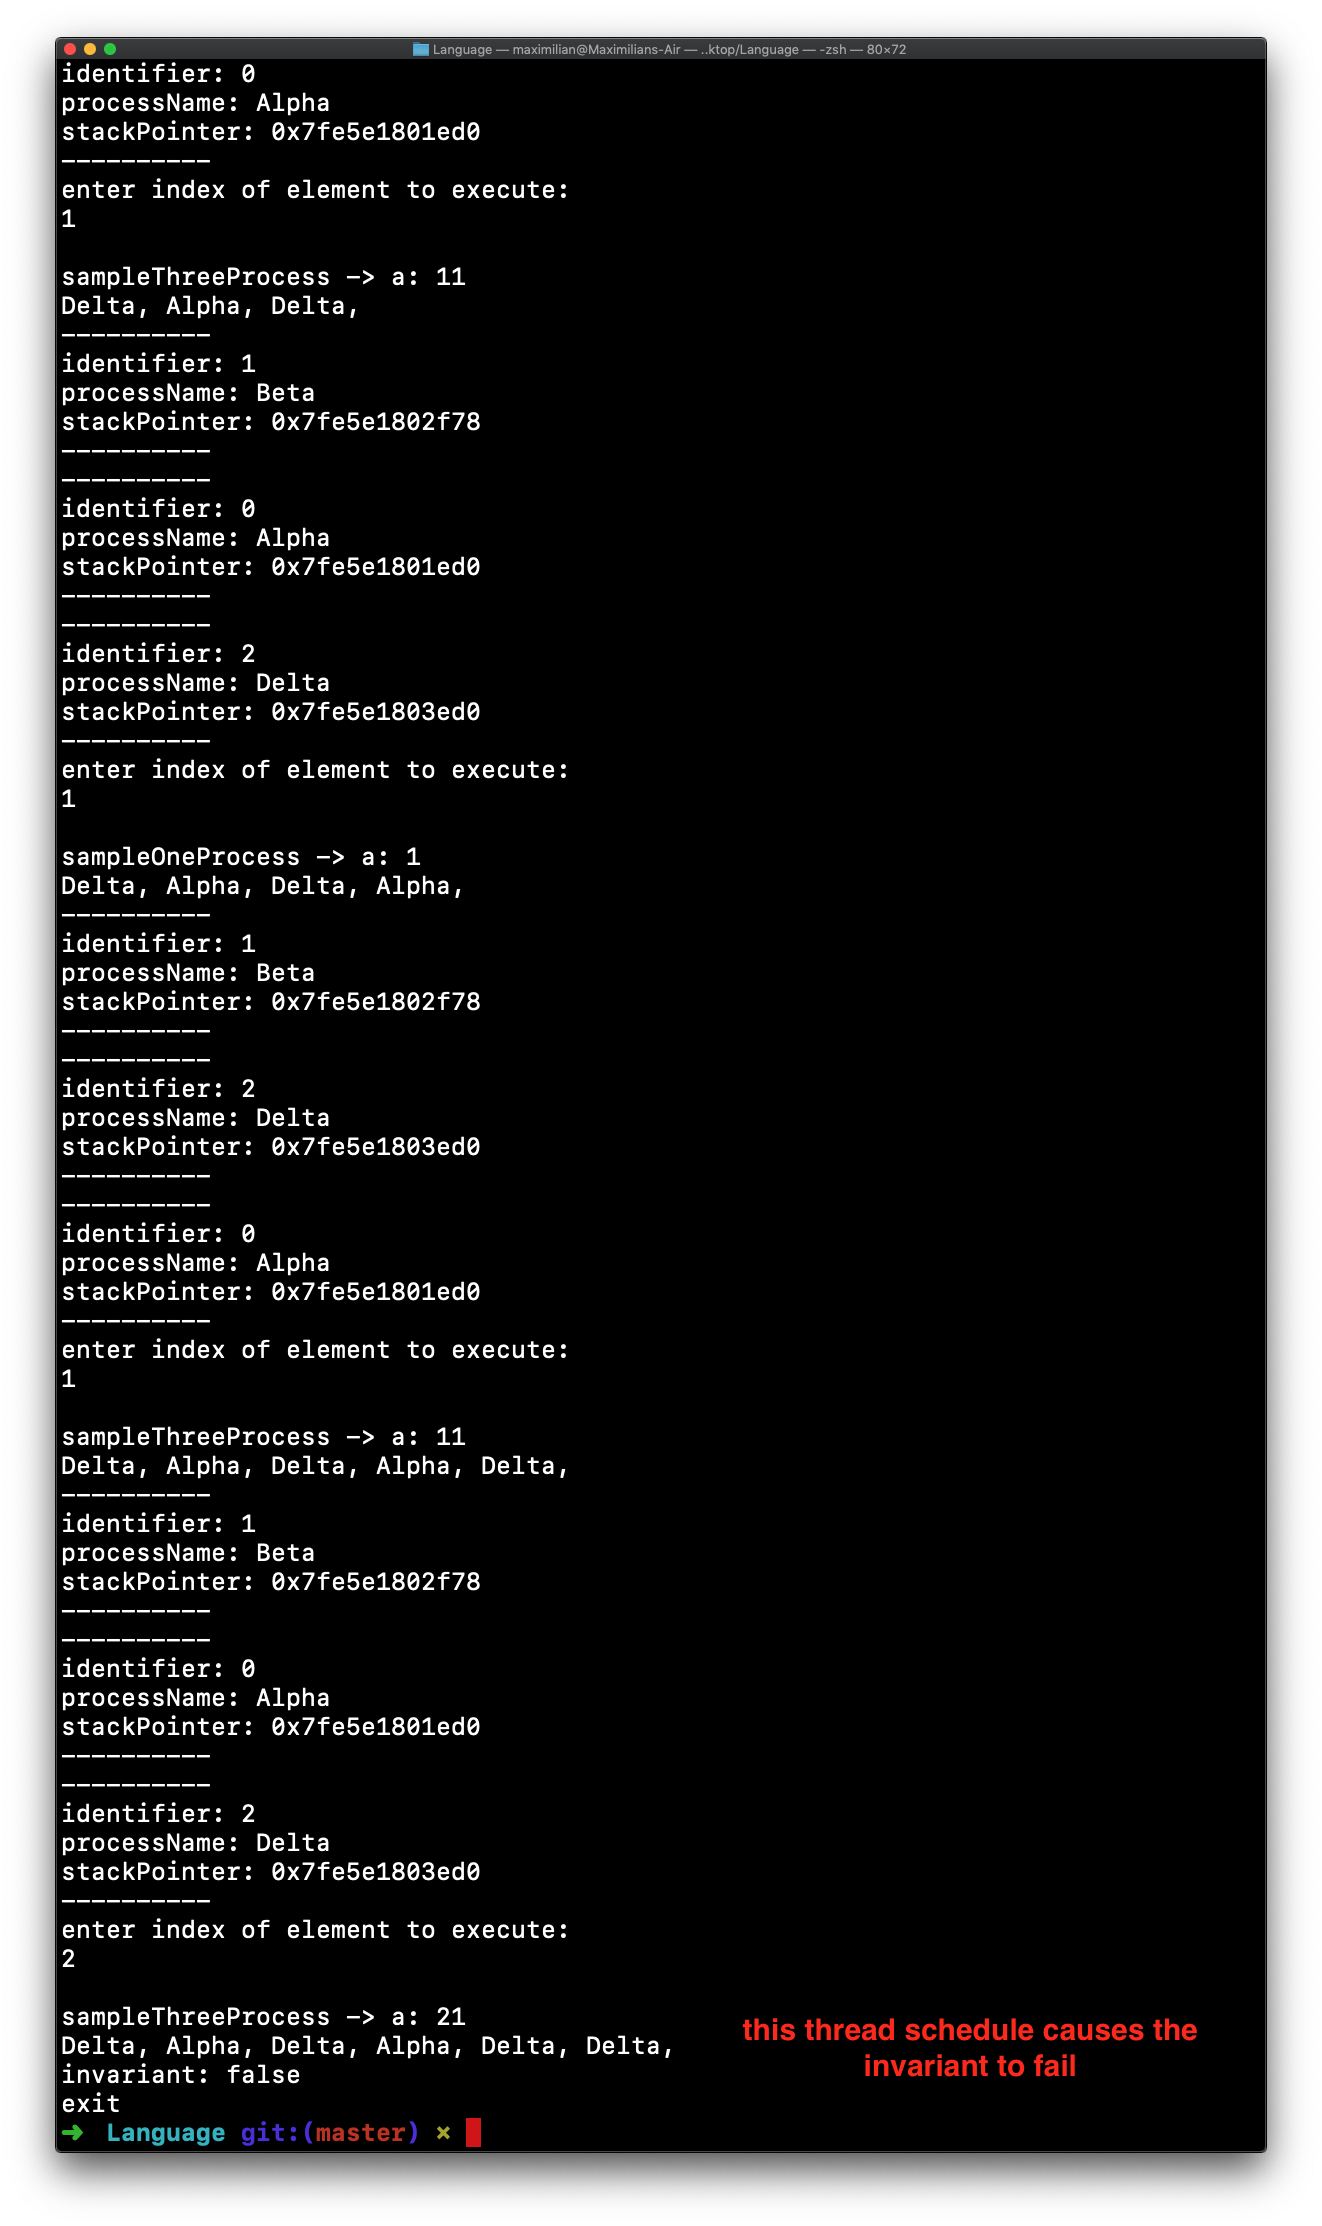 Language — maximilian@Maximilians-Air — ..ktop/Language — -zsh — 80×72
identifier: 0
processName: Alpha
stackPointer: 0x7fe5e1801ed0
----------
enter index of element to execute:
1
sampleThreeProcess -> a: 11
Delta, Alpha, Delta,
----------
identifier: 1
processName: Beta
stackPointer: 0x7fe5e1802f78
----------
----------
identifier: 0
processName: Alpha
stackPointer: 0x7fe5e1801ed0
----------
----------
identifier: 2
processName: Delta
stackPointer: 0x7fe5e1803ed0
----------
enter index of element to execute:
1
sampleOneProcess -> a: 1
Delta, Alpha, Delta, Alpha,
----------
identifier: 1
processName: Beta
stackPointer: 0x7fe5e1802f78
----------
----------
identifier: 2
processName: Delta
stackPointer: 0x7fe5e1803ed0
----------
----------
identifier: 0
processName: Alpha
stackPointer: 0x7fe5e1801ed0
----------
enter index of element to execute:
1
sampleThreeProcess -> a: 11
Delta, Alpha, Delta, Alpha, Delta,
----------
identifier: 1
processName: Beta
stackPointer: 0x7fe5e1802f78
----------
----------
identifier: 0
processName: Alpha
stackPointer: 0x7fe5e1801ed0
----------
----------
identifier: 2
processName: Delta
stackPointer: 0x7fe5e1803ed0
----------
enter index of element to execute:
2
sampleThreeProcess -> a: 21
Delta, Alpha, Delta, Alpha, Delta, Delta,
invariant: false
exit
➜ Language git:(master) ×
this thread schedule causes the
invariant to fail